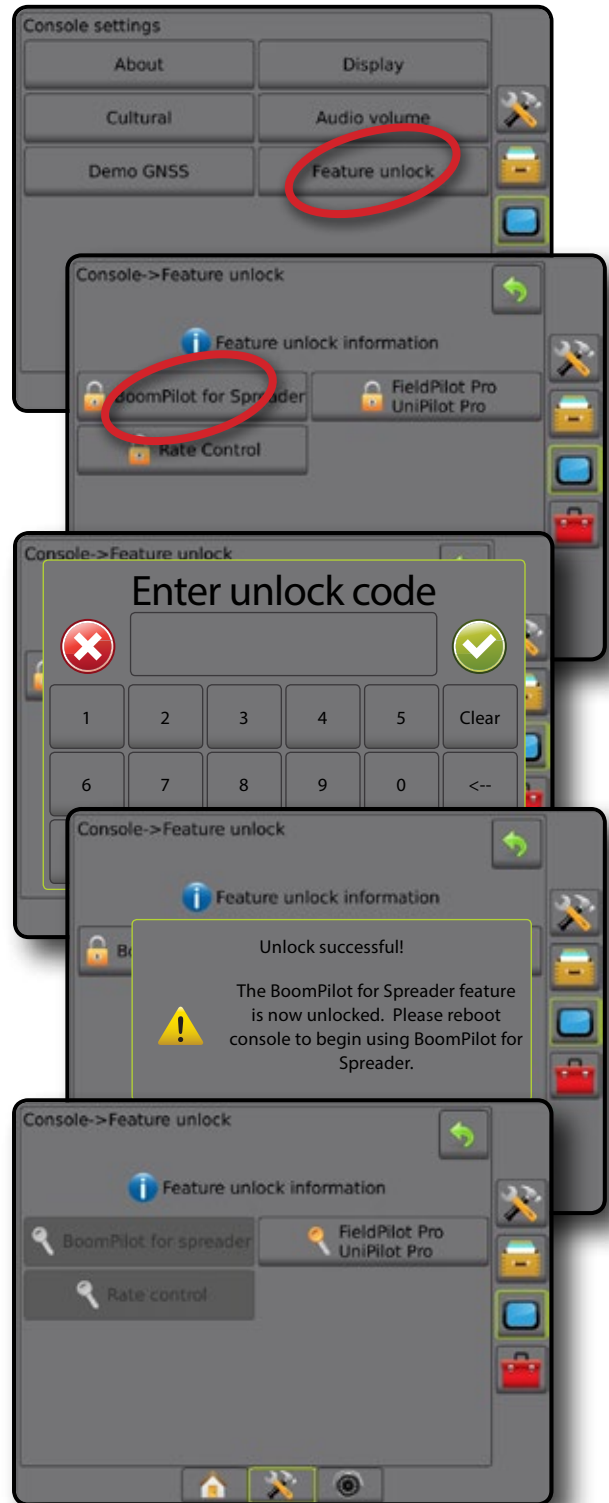 Console settings
About
Display
Cultural
Audio volume
Demo GNSS
Feature unlock
Console->Feature unlock
Feature unlock information
BoomPilot for Spreader
FieldPilot Pro
UniPilot Pro
Rate Control
Console->Feature unlock
Enter unlock code
1 2 3 4 5 Clear
6 7 8 9 0 <--
Console->Feature unlock
Feature unlock information
Bo
Unlock successful!
The BoomPilot for Spreader feature
is now unlocked. Please reboot
console to begin using BoomPilot for
Spreader.
Console->Feature unlock
Feature unlock information
BoomPilot for spreader
FieldPilot Pro
UniPilot Pro
Rate control